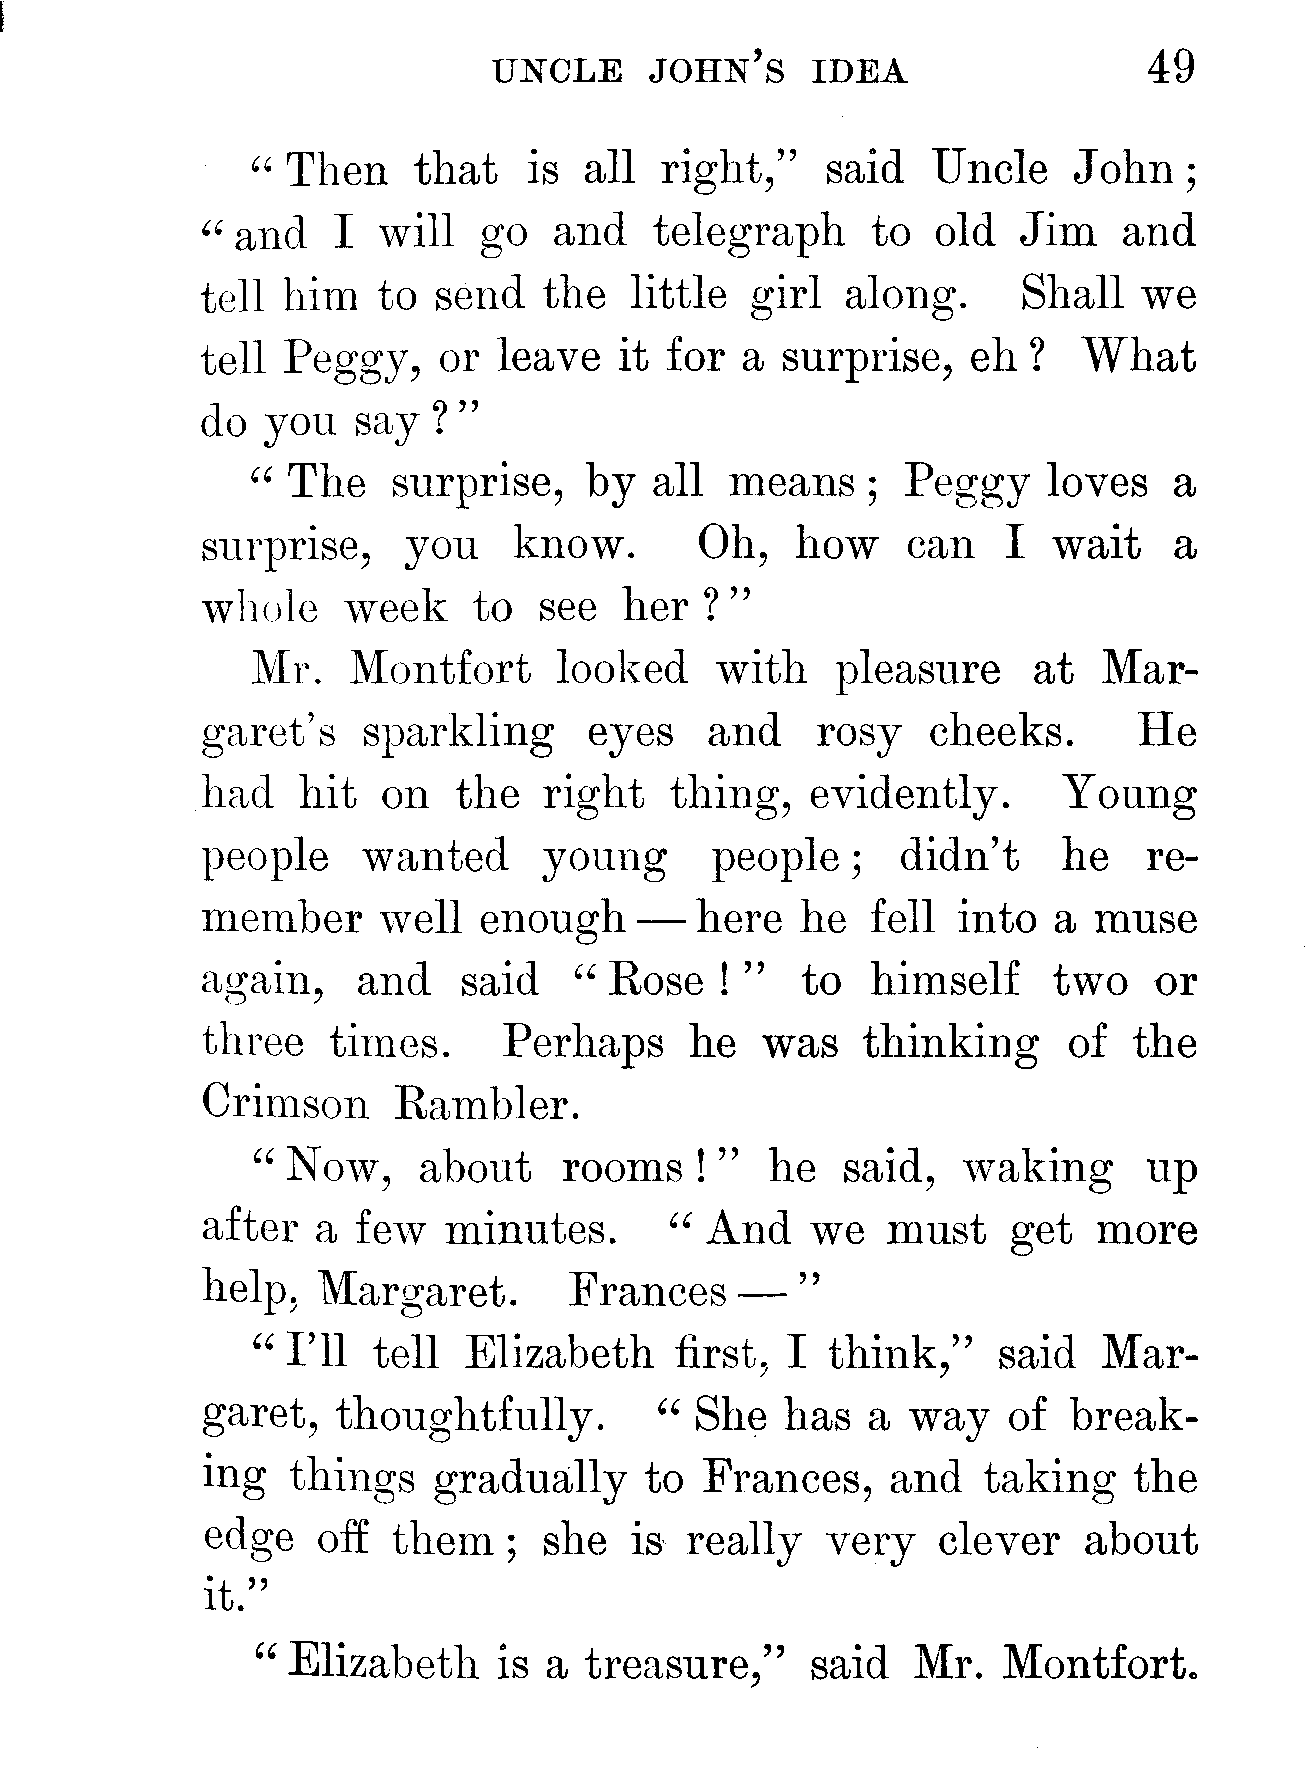 UNCLE JOHN'S IDEA 49
"Then that is all right," said Uncle John;
"and I will go and telegraph to old Jim and
tell him to send the little girl along. Shall we
tell Peggy, or leave it for a surprise, eh? What
do you say?"
"The surprise, by all means; Peggy loves a
surprise, you know. Oh, how can I wait a
whole week to see her?"
Mr. Montfort looked with pleasure at Mar-
garet's sparkling eyes and rosy cheeks. He
had hit on the right thing, evidently. Young
people wanted young people; didn't he re-
member well enough — here he fell into a muse
again, and said "Rose!" to himself two or
three times. Perhaps he was thinking of the
Crimson Rambler.
"Now, about rooms!" he said, waking up
after a few minutes. "And we must get more
help, Margaret. Frances — "
"I'll tell Elizabeth first, I think," said Mar-
garet, thoughtfully. "She has a way of break-
ing things gradually to Frances, and taking the
edge off them; she is really very clever about
it."
"Elizabeth is a treasure," said Mr. Montfort.